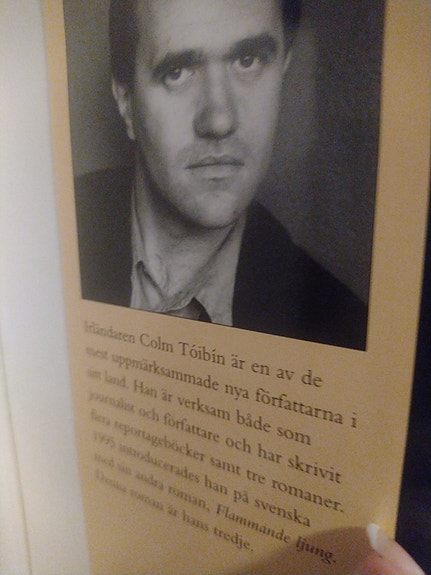 Irländaren Colm Tóibín är en av de
mest uppmärksammade nya författarna i
sitt land. Han är verksam både som
journalist och författare och har skrivit
flera reportageböcker samt tre romaner.
1995 introducerades han på svenska
med sin andra roman, Flammande ljung.
Denna roman är hans tredje.